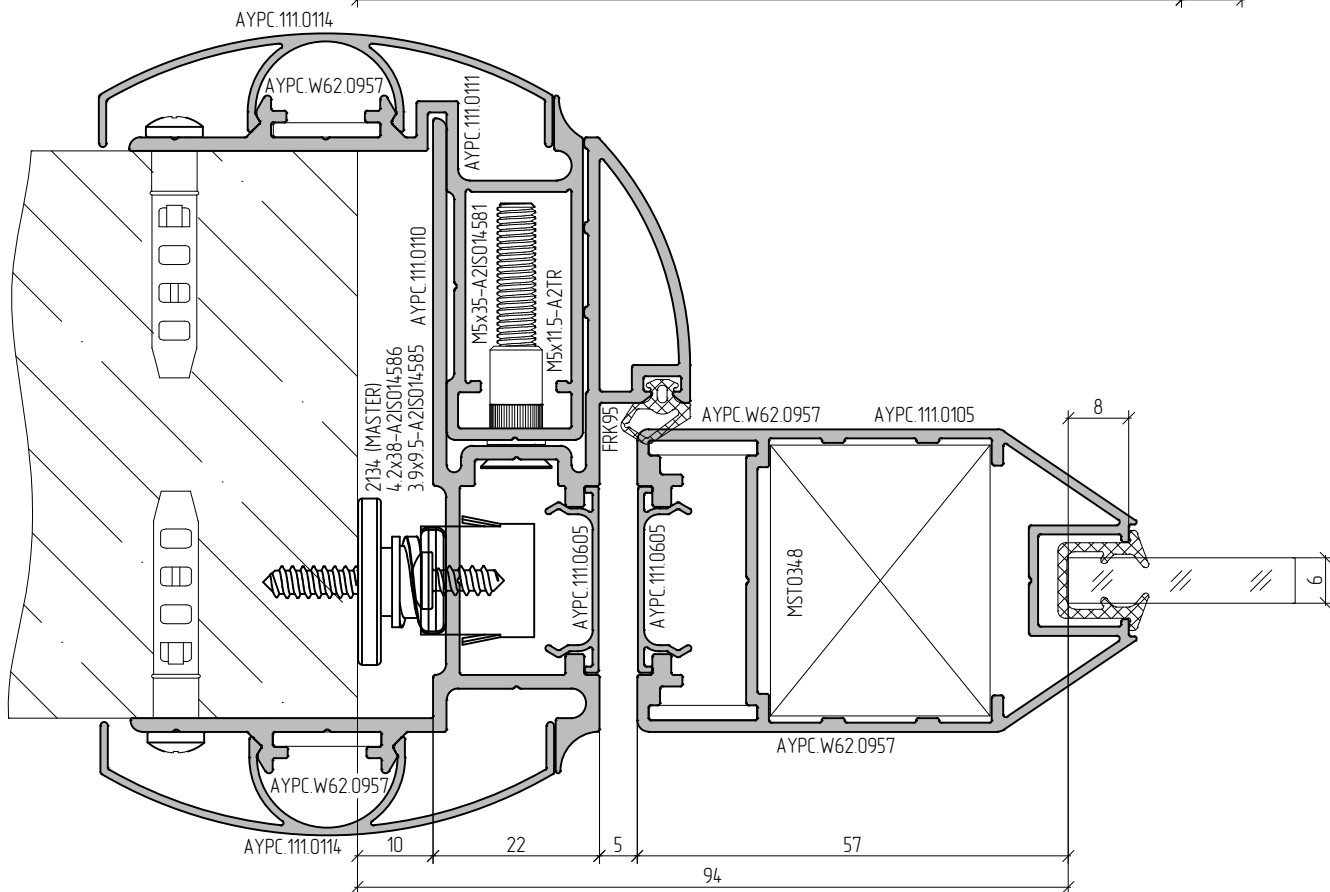 AYPC.111.0114
AYPC.W62.0957
AYPC.111.0111
M5x35-A2ISO14581
M5x11.5-A2TR
AYPC.111.0110
2134 (MASTER)
4.2x38-A2ISO14586
3.9x9.5-A2ISO14585
FRK95
AYPC.W62.0957
AYPC.111.0105
8
AYPC.111.0605
AYPC.111.0605
MST0348
6
AYPC.W62.0957
AYPC.W62.0957
AYPC.111.0114
10
22
5
57
94